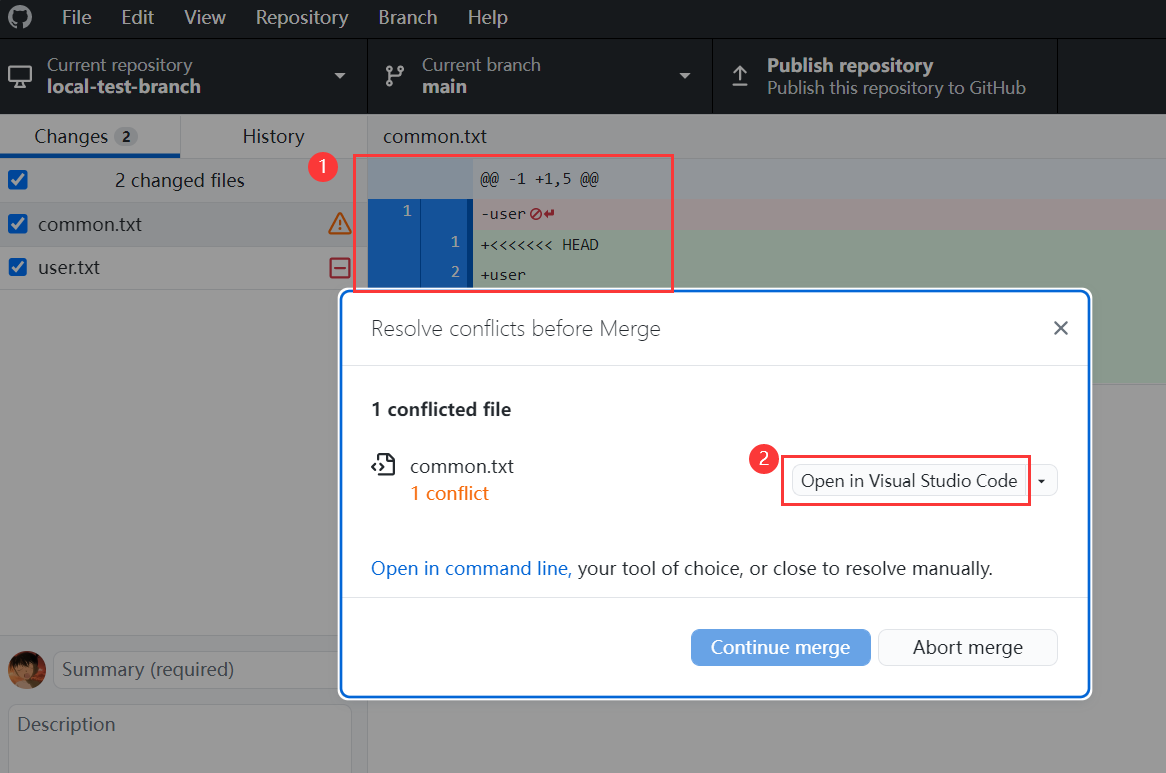 File Edit View Repository Branch Help
Current repository
local-test-branch
Current branch
main
Publish repository
Publish this repository to GitHub
Changes 2
History
common.txt
1
2 changed files
common.txt
user.txt
@@ -1 +1,5 @@
1 -user
1 +<<<<<<< HEAD
2 +user
Resolve conflicts before Merge
1 conflicted file
common.txt
1 conflict
2
Open in Visual Studio Code
Open in command line, your tool of choice, or close to resolve manually.
Continue merge
Abort merge
Summary (required)
Description